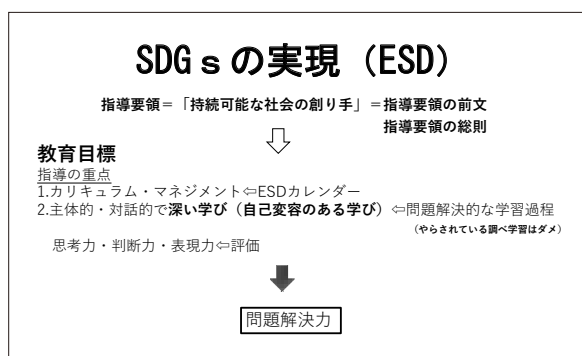 SDGｓの実現（ESD）
指導要領＝「持続可能な社会の創り手」＝指導要領の前文
指導要領の総則
教育目標
指導の重点
1.カリキュラム・マネジメント⇦ESDカレンダー
2.主体的・対話的で深い学び（自己変容のある学び）⇦問題解決的な学習過程
（やらされている調べ学習はダメ）
思考力・判断力・表現力⇦評価
問題解決力